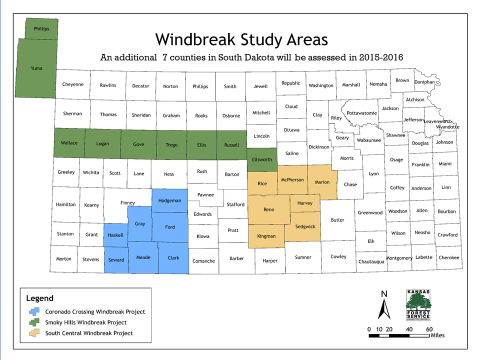 Windbreak Study Areas
An additional 7 counties in South Dakota will be assessed in 2015-2016
Phillips
Yuma
Cheyenne Rawlins Decatur Norton Phillips Smith Jewell Republic Washington Marshall Nemaha Brown Doniphan
Atchison
Sherman Thomas Sheridan Graham Rooks Osborne Mitchell Cloud Clay Riley Pottawatomie Jackson Jefferson Leavenworth
Wyandotte
Wallace Logan Gove Trego Ellis Russell Lincoln Ottawa Dickinson Geary Wabaunsee Shawnee Douglas Johnson
Ellsworth Saline Morris Osage Franklin Miami
Greeley Wichita Scott Lane Ness Rush Barton Rice McPherson Marion Chase Lyon Coffey Anderson Linn
Hamilton Kearny Finney Hodgeman Pawnee Stafford Reno Harvey Butler Greenwood Woodson Allen Bourbon
Gray Ford Edwards
Stanton Grant Haskell Kiowa Pratt Kingman Sedgwick Elk Wilson Neosho Crawford
Morton Stevens Seward Meade Clark Comanche Barber Harper Sumner Cowley Chautauqua Montgomery Labette Cherokee
Legend
Coronado Crossing Windbreak Project
Smoky Hills Windbreak Project
South Central Windbreak Project
N
KANSAS
FOREST
SERVICE
0 10 20 40 60
Miles